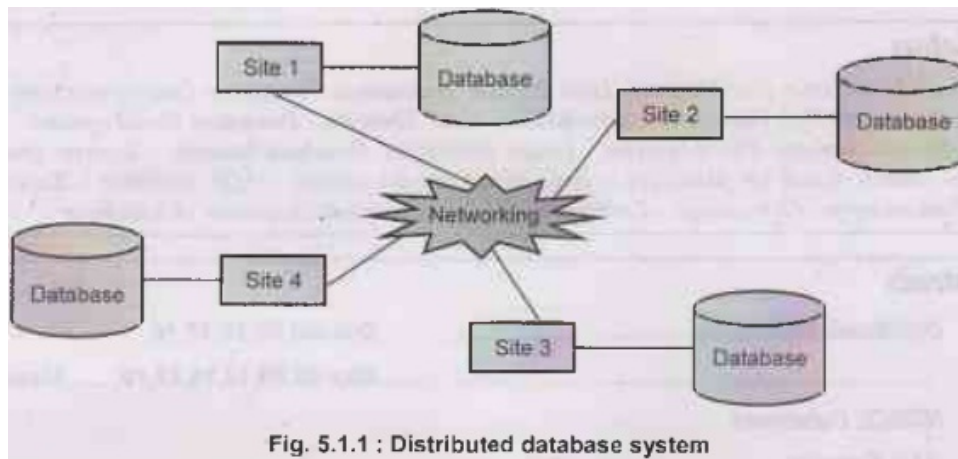 Site 1
Database
Site 2
Database
Networking
Database
Site 4
Site 3
Database
Fig. 5.1.1 : Distributed database system